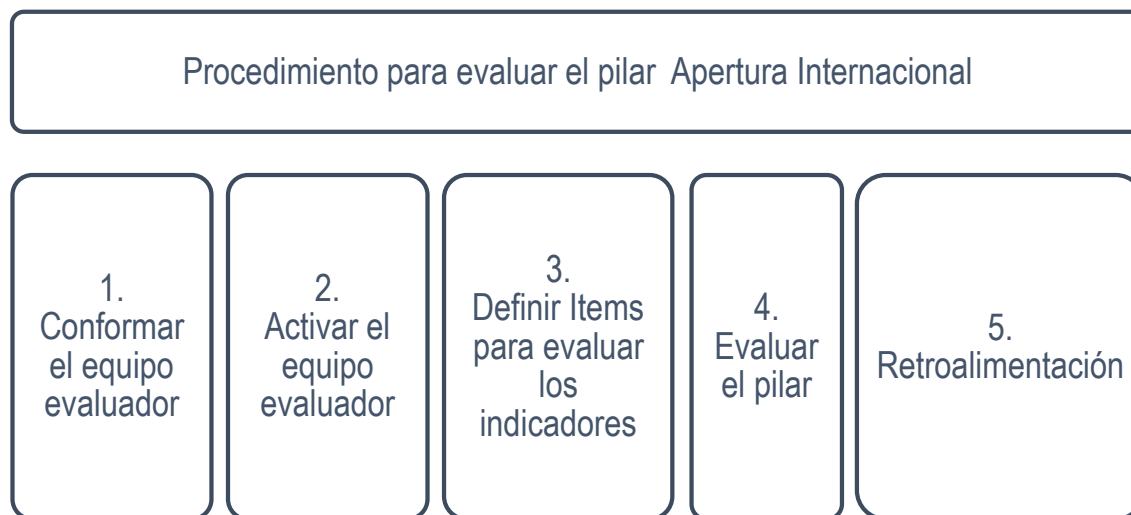 Procedimiento para evaluar el pilar  Apertura Internacional
1.
Conformar
el equipo
evaluador
2.
Activar el
equipo
evaluador
3.
Definir Items
para evaluar
los
indicadores
4.
Evaluar
el pilar
5.
Retroalimentación